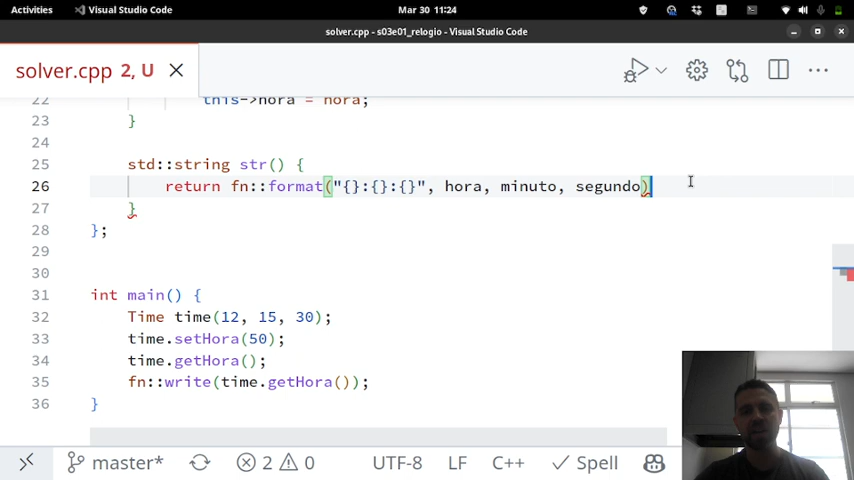 Activities Visual Studio Code Mar 30 11:24
solver.cpp - s03e01_relogio - Visual Studio Code
solver.cpp 2, U
22 this->hora = hora;
23 }
24
25 std::string str() {
26 return fn::format("{}:{}:{}", hora, minuto, segundo)
27 }
28 };
29
30
31 int main() {
32 Time time(12, 15, 30);
33 time.setHora(50);
34 time.getHora();
35 fn::write(time.getHora());
36 }
master* 2 0 UTF-8 LF C++ Spell